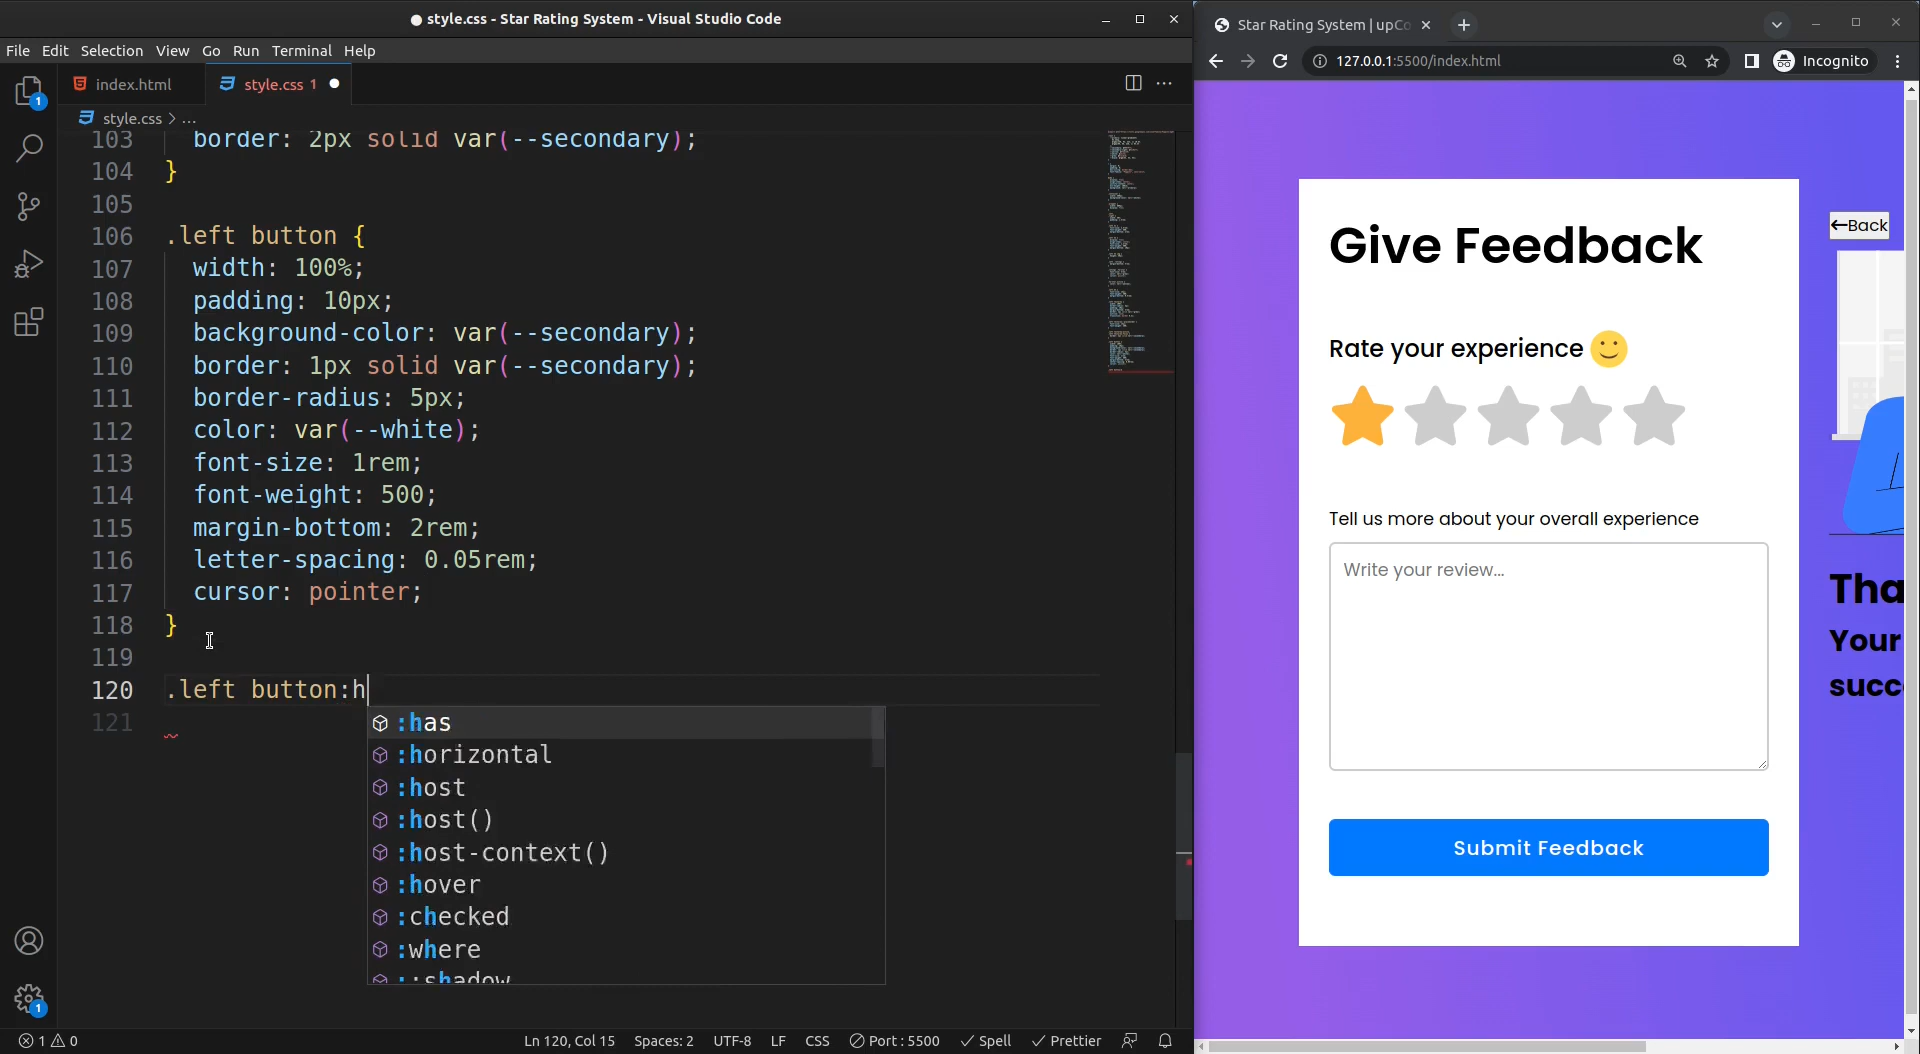 style.css - Star Rating System - Visual Studio Code
File Edit Selection View Go Run Terminal Help
index.html
style.css 1
style.css > ...
103 border: 2px solid var(--secondary);
104 }
105
106 .left button {
107 width: 100%;
108 padding: 10px;
109 background-color: var(--secondary);
110 border: 1px solid var(--secondary);
111 border-radius: 5px;
112 color: var(--white);
113 font-size: 1rem;
114 font-weight: 500;
115 margin-bottom: 2rem;
116 letter-spacing: 0.05rem;
117 cursor: pointer;
118 }
119
120 .left button:h
121
:has
:horizontal
:host
:host()
:host-context()
:hover
:checked
:where
::shadow
1
1
1 0
Ln 120, Col 15 Spaces: 2 UTF-8 LF CSS Port : 5500 Spell Prettier
Star Rating System | upCo
127.0.0.1:5500/index.html
Incognito
Give Feedback
Rate your experience
Tell us more about your overall experience
Write your review...
Submit Feedback
←Back
Tha
Your
succ